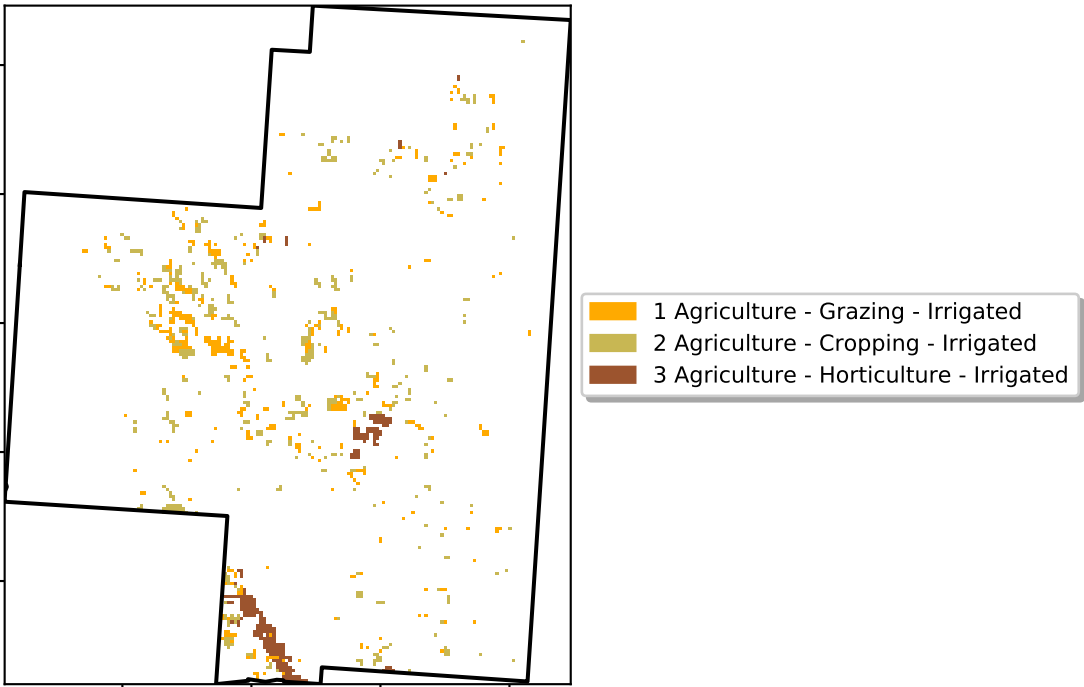 1 Agriculture - Grazing - Irrigated
2 Agriculture - Cropping - Irrigated
3 Agriculture - Horticulture - Irrigated